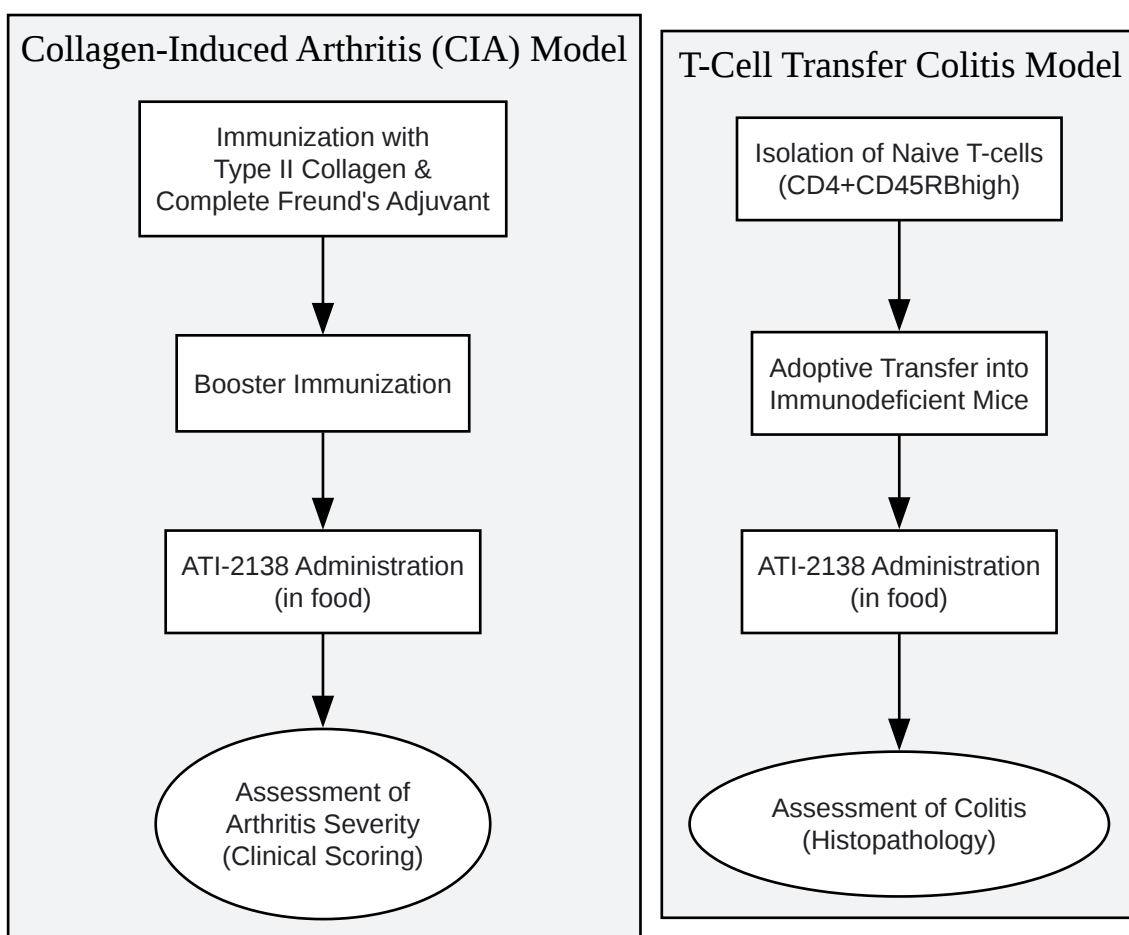 Collagen-Induced Arthritis (CIA) Model
Immunization with
Type II Collagen &
Complete Freund's Adjuvant
Booster Immunization
ATI-2138 Administration
(in food)
Assessment of
Arthritis Severity
(Clinical Scoring)
T-Cell Transfer Colitis Model
Isolation of Naive T-cells
(CD4+CD45RBhigh)
Adoptive Transfer into
Immunodeficient Mice
ATI-2138 Administration
(in food)
Assessment of Colitis
(Histopathology)